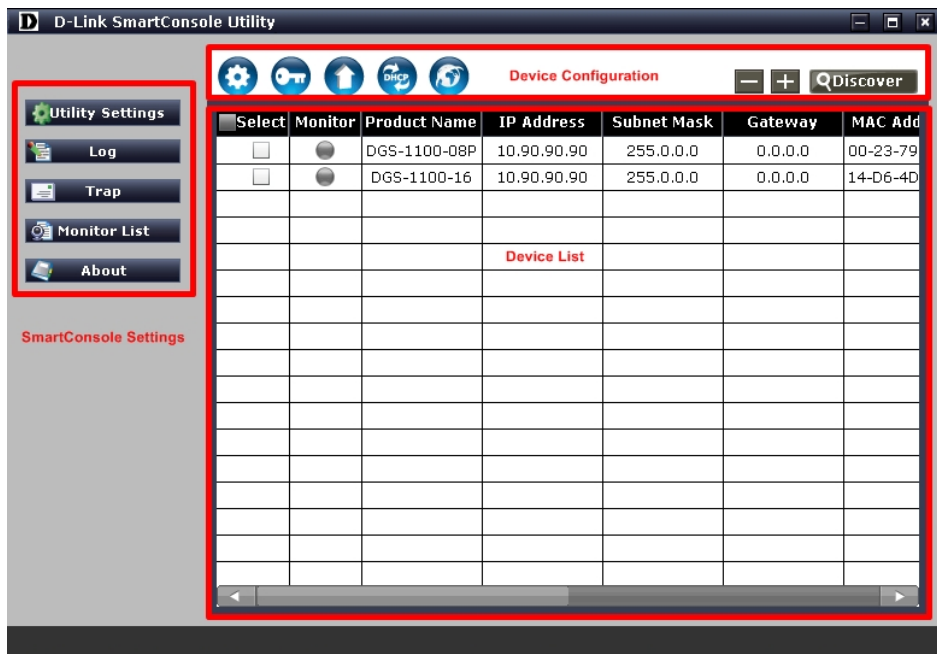 D-Link SmartConsole Utility
DHCP
Device Configuration
Discover
Utility Settings
Log
Trap
Monitor List
About
SmartConsole Settings
Select Monitor Product Name IP Address Subnet Mask Gateway MAC Add
DGS-1100-08P 10.90.90.90 255.0.0.0 0.0.0.0 00-23-79
DGS-1100-16 10.90.90.90 255.0.0.0 0.0.0.0 14-D6-4D
Device List